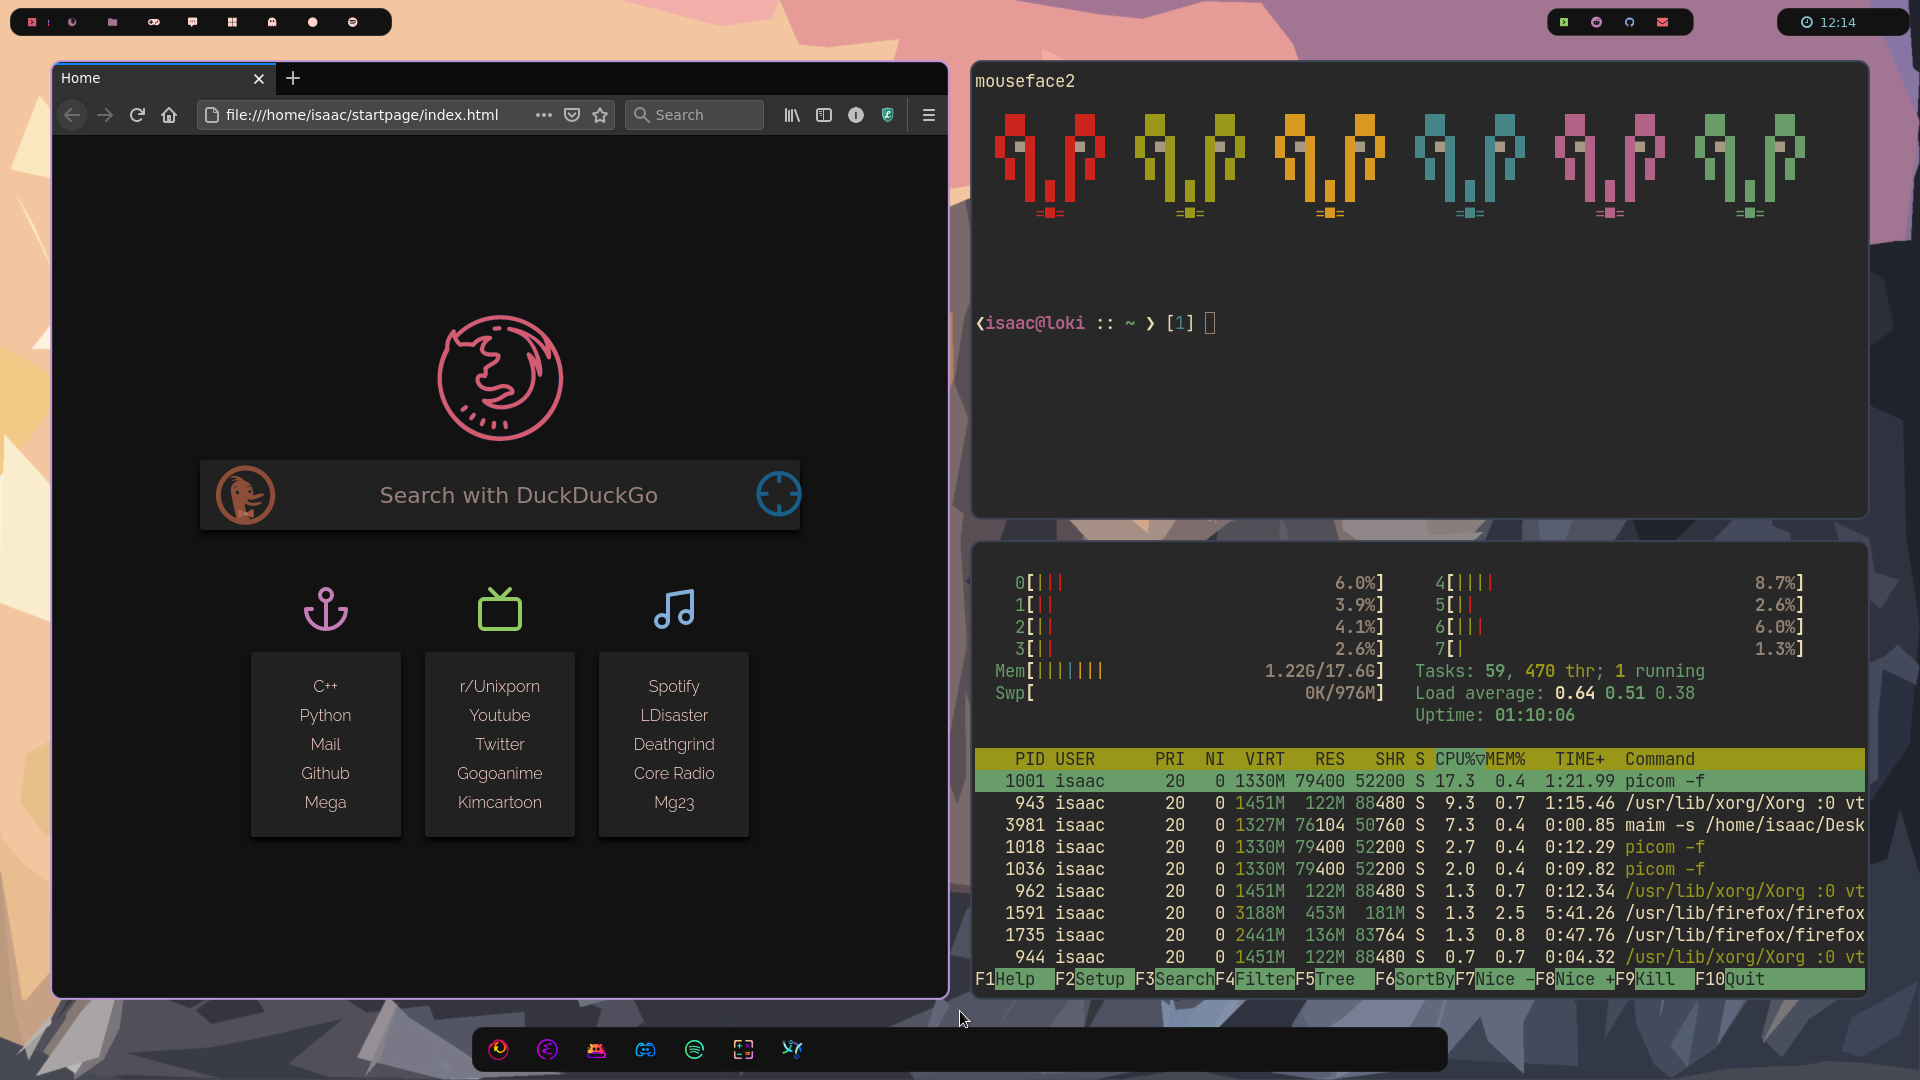 12:14
Home
file:///home/isaac/startpage/index.html
Search
Search with DuckDuckGo
C++
Python
Mail
Github
Mega
r/Unixporn
Youtube
Twitter
Gogoanime
Kimcartoon
Spotify
LDisaster
Deathgrind
Core Radio
Mg23
mouseface2
=■= =■= =■= =■= =■= =■=
❮isaac@loki :: ~ ❯ [1]
0[||| 6.0%] 4[|||| 8.7%]
1[|| 3.9%] 5[|| 2.6%]
2[|| 4.1%] 6[||| 6.0%]
3[|| 2.6%] 7[| 1.3%]
Mem[||||||| 1.22G/17.6G] Tasks: 59, 470 thr; 1 running
Swp[ 0K/976M] Load average: 0.64 0.51 0.38
Uptime: 01:10:06
PID USER PRI NI VIRT RES SHR S CPU%▽MEM% TIME+ Command
1001 isaac 20 0 1330M 79400 52200 S 17.3 0.4 1:21.99 picom -f
943 isaac 20 0 1451M 122M 88480 S 9.3 0.7 1:15.46 /usr/lib/xorg/Xorg :0 vt
3981 isaac 20 0 1327M 76104 50760 S 7.3 0.4 0:00.85 maim -s /home/isaac/Desk
1018 isaac 20 0 1330M 79400 52200 S 2.7 0.4 0:12.29 picom -f
1036 isaac 20 0 1330M 79400 52200 S 2.0 0.4 0:09.82 picom -f
962 isaac 20 0 1451M 122M 88480 S 1.3 0.7 0:12.34 /usr/lib/xorg/Xorg :0 vt
1591 isaac 20 0 3188M 453M 181M S 1.3 2.5 5:41.26 /usr/lib/firefox/firefox
1735 isaac 20 0 2441M 136M 83764 S 1.3 0.8 0:47.76 /usr/lib/firefox/firefox
944 isaac 20 0 1451M 122M 88480 S 0.7 0.7 0:04.32 /usr/lib/xorg/Xorg :0 vt
F1Help F2Setup F3SearchF4FilterF5Tree F6SortByF7Nice -F8Nice +F9Kill F10Quit